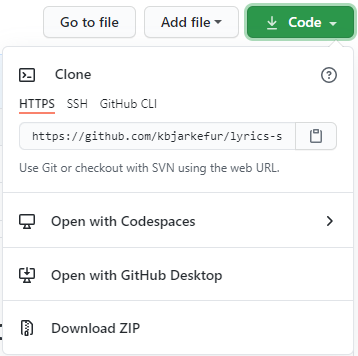 Go to file Add file Code
Clone
HTTPS SSH GitHub CLI
https://github.com/kbjarkefur/lyrics-s
Use Git or checkout with SVN using the web URL.
Open with Codespaces
Open with GitHub Desktop
Download ZIP